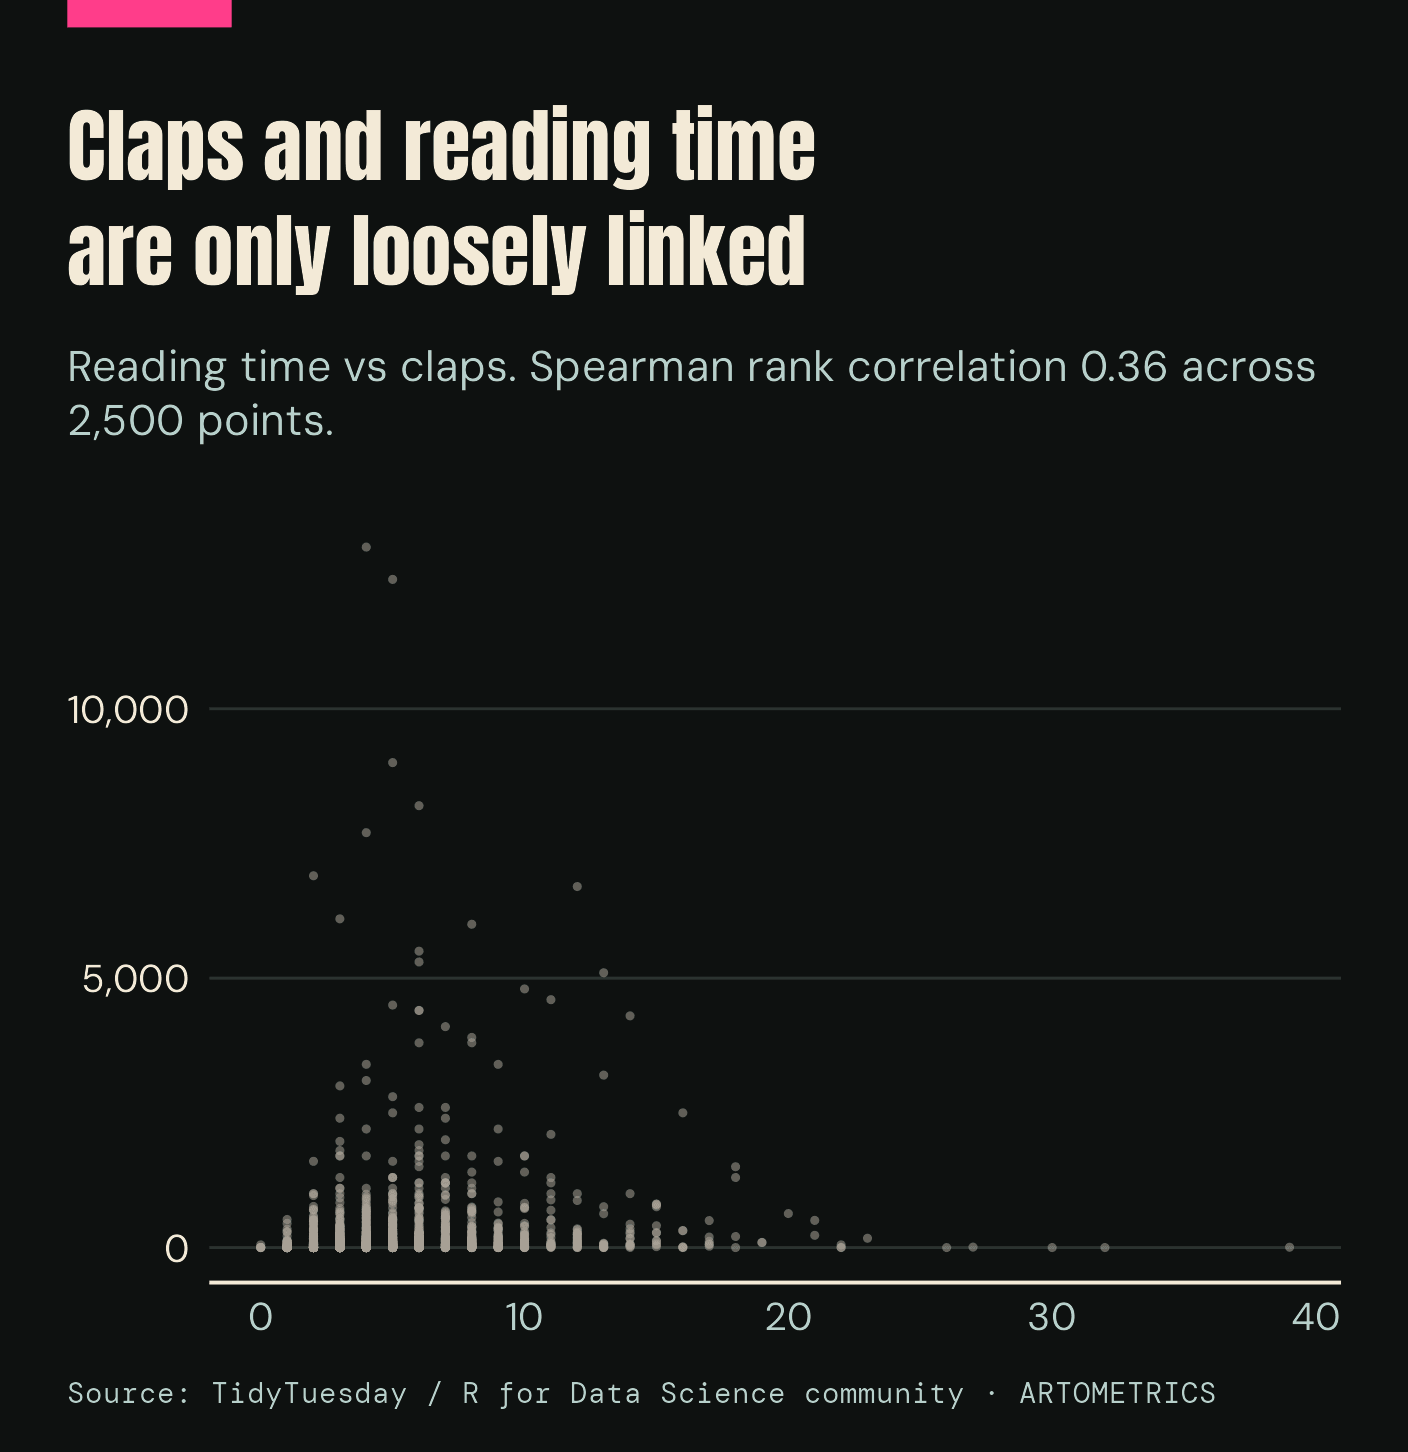 Claps and reading time
are only loosely linked
Reading time vs claps. Spearman rank correlation 0.36 across
2,500 points.
10,000
5,000
0
0 10 20 30 40
Source: TidyTuesday / R for Data Science community · ARTOMETRICS